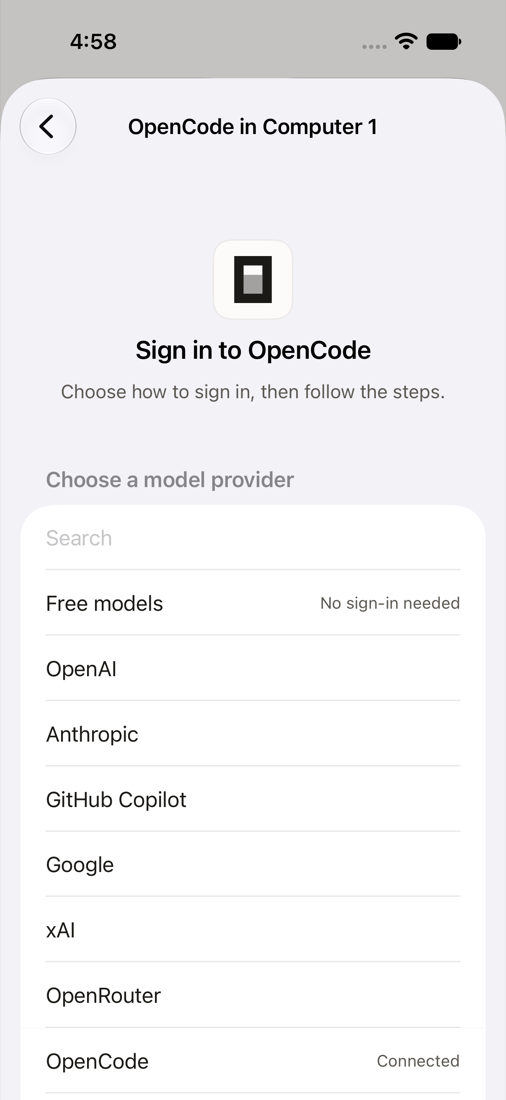 4:58
OpenCode in Computer 1
Sign in to OpenCode
Choose how to sign in, then follow the steps.
Choose a model provider
Search
Free models No sign-in needed
OpenAI
Anthropic
GitHub Copilot
Google
xAI
OpenRouter
OpenCode Connected